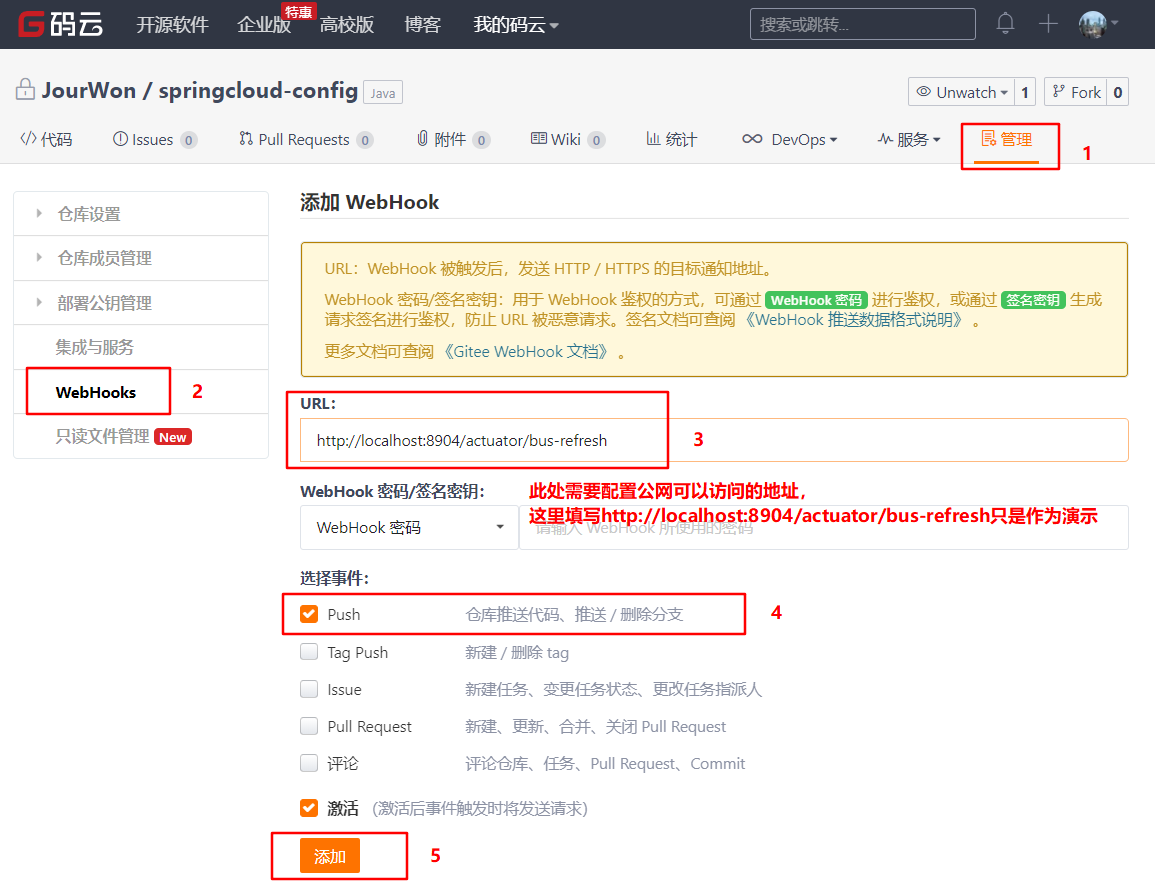 码云
开源软件
企业版
特惠
高校版
博客
我的码云
搜索或跳转...
JourWon / springcloud-config
Java
Unwatch
1
Fork
0
代码
Issues 0
Pull Requests 0
附件 0
Wiki 0
统计
DevOps
服务
管理
1
仓库设置
仓库成员管理
部署公钥管理
集成与服务
WebHooks
2
只读文件管理 New
添加 WebHook
URL：WebHook 被触发后，发送 HTTP / HTTPS 的目标通知地址。
WebHook 密码/签名密钥：用于 WebHook 鉴权的方式，可通过 WebHook 密码 进行鉴权，或通过 签名密钥 生成
请求签名进行鉴权，防止 URL 被恶意请求。签名文档可查阅 《WebHook 推送数据格式说明》 。
更多文档可查阅 《Gitee WebHook 文档》 。
URL:
http://localhost:8904/actuator/bus-refresh
3
WebHook 密码/签名密钥:
此处需要配置公网可以访问的地址，
这里填写http://localhost:8904/actuator/bus-refresh只是作为演示
WebHook 密码
请输入 WebHook 所使用的密码
选择事件:
Push 仓库推送代码、推送 / 删除分支
4
Tag Push 新建 / 删除 tag
Issue 新建任务、变更任务状态、更改任务指派人
Pull Request 新建、更新、合并、关闭 Pull Request
评论 评论仓库、任务、Pull Request、Commit
激活 (激活后事件触发时将发送请求)
添加
5